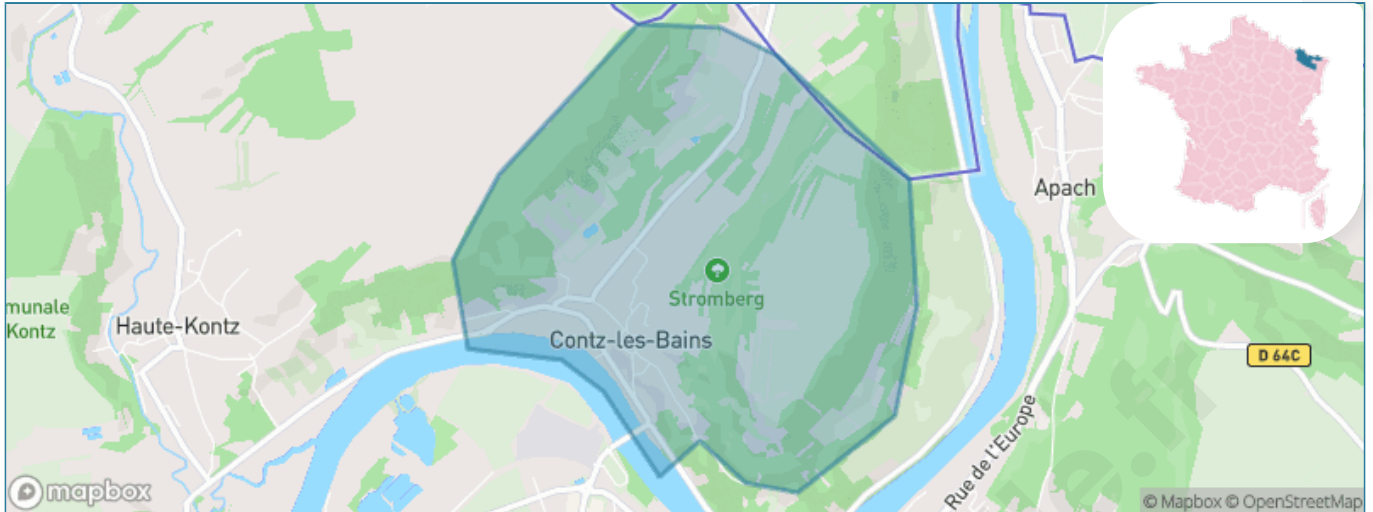 Apach
Stromberg
munale
Kontz
Haute-Kontz
Contz-les-Bains
D 64C
Rue de l'Europe
mapbox
© Mapbox © OpenStreetMap